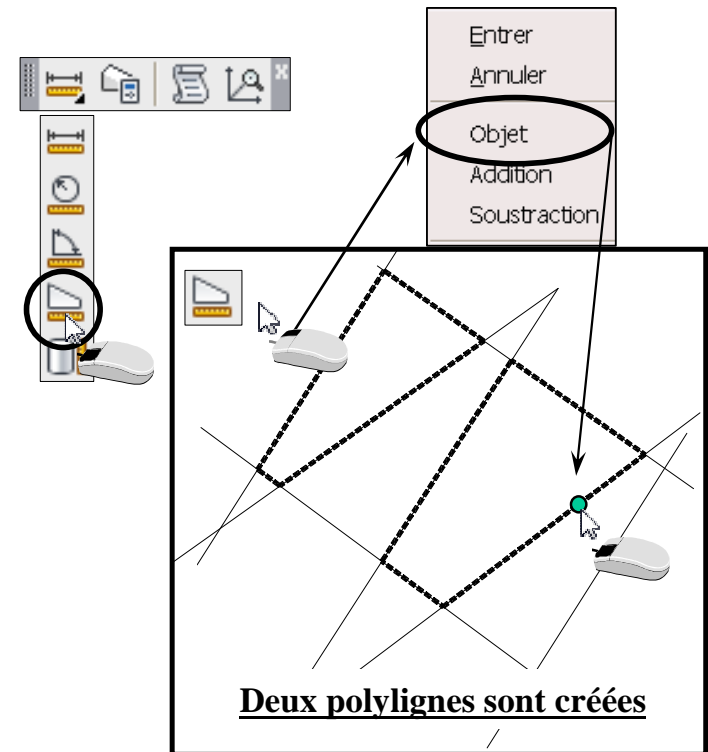 Entrer
Annuler
Objet
Addition
Soustraction
Deux polylignes sont créées